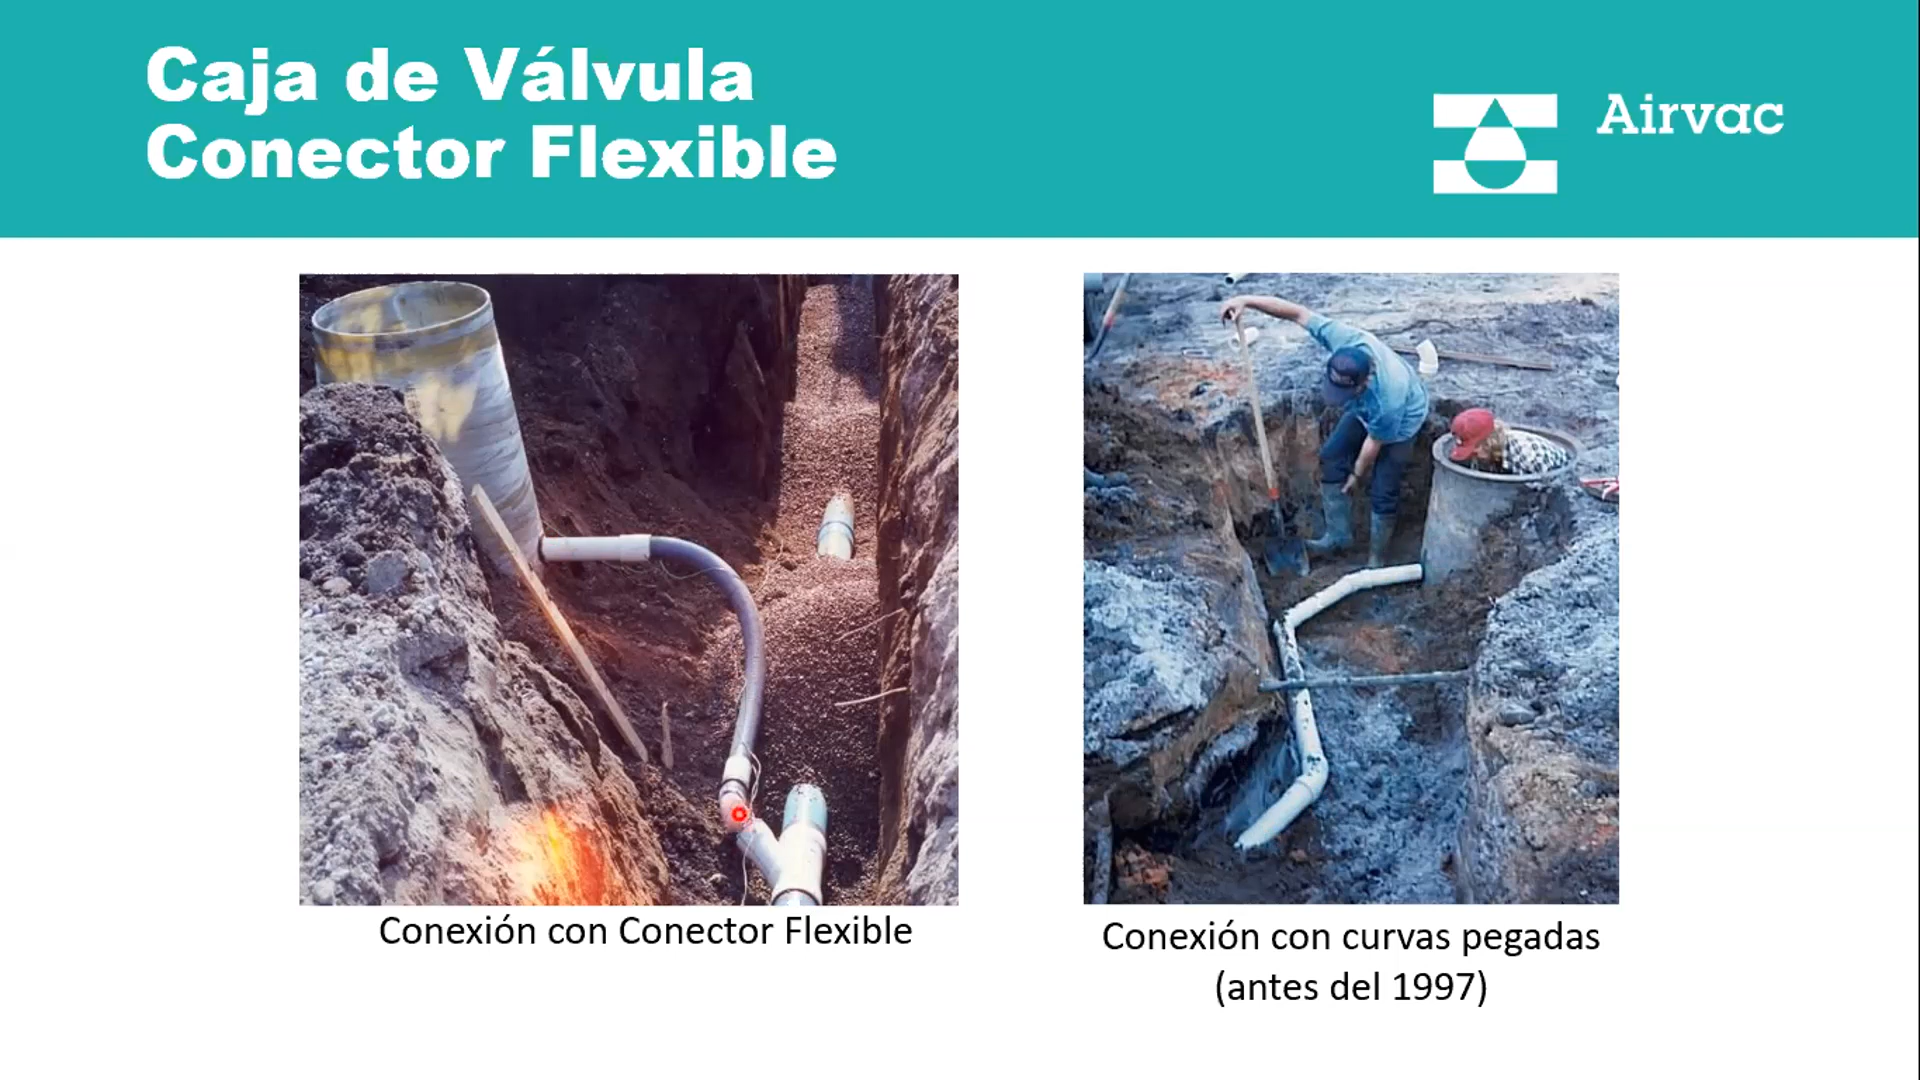 Caja de Válvula
Conector Flexible
Airvac
Conexión con Conector Flexible
Conexión con curvas pegadas
(antes del 1997)